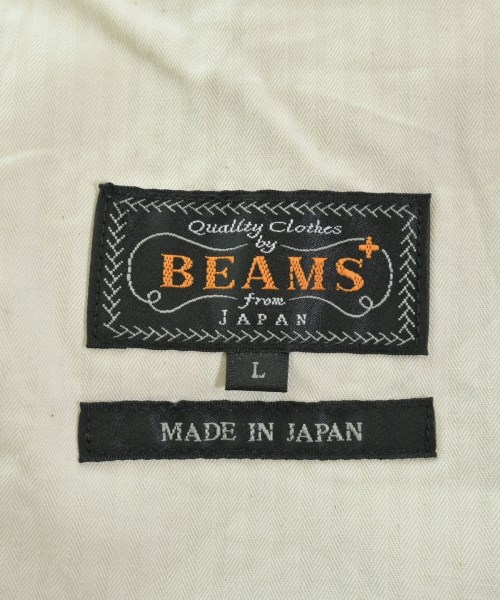 Quality Clothes
by
BEAMS+
from
JAPAN
L
MADE IN JAPAN